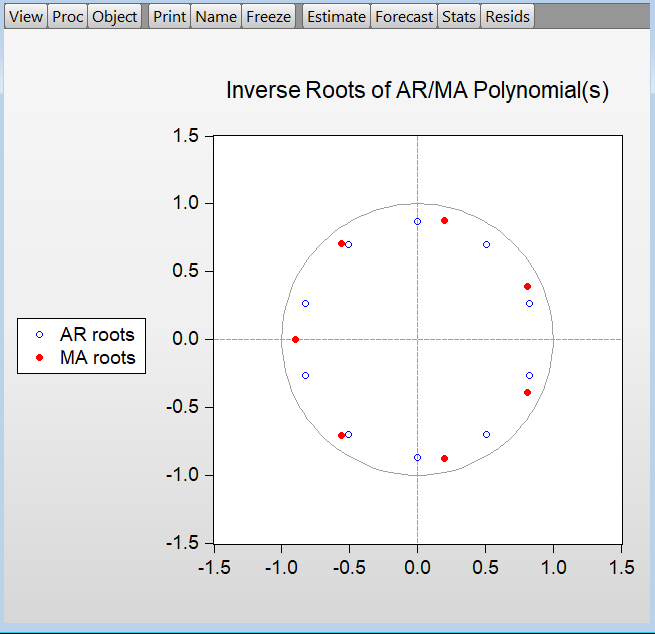 View Proc Object Print Name Freeze Estimate Forecast Stats Resids
Inverse Roots of AR/MA Polynomial(s)
1.5
1.0
0.5
0.0
-0.5
-1.0
-1.5
-1.5 -1.0 -0.5 0.0 0.5 1.0 1.5
AR roots
MA roots